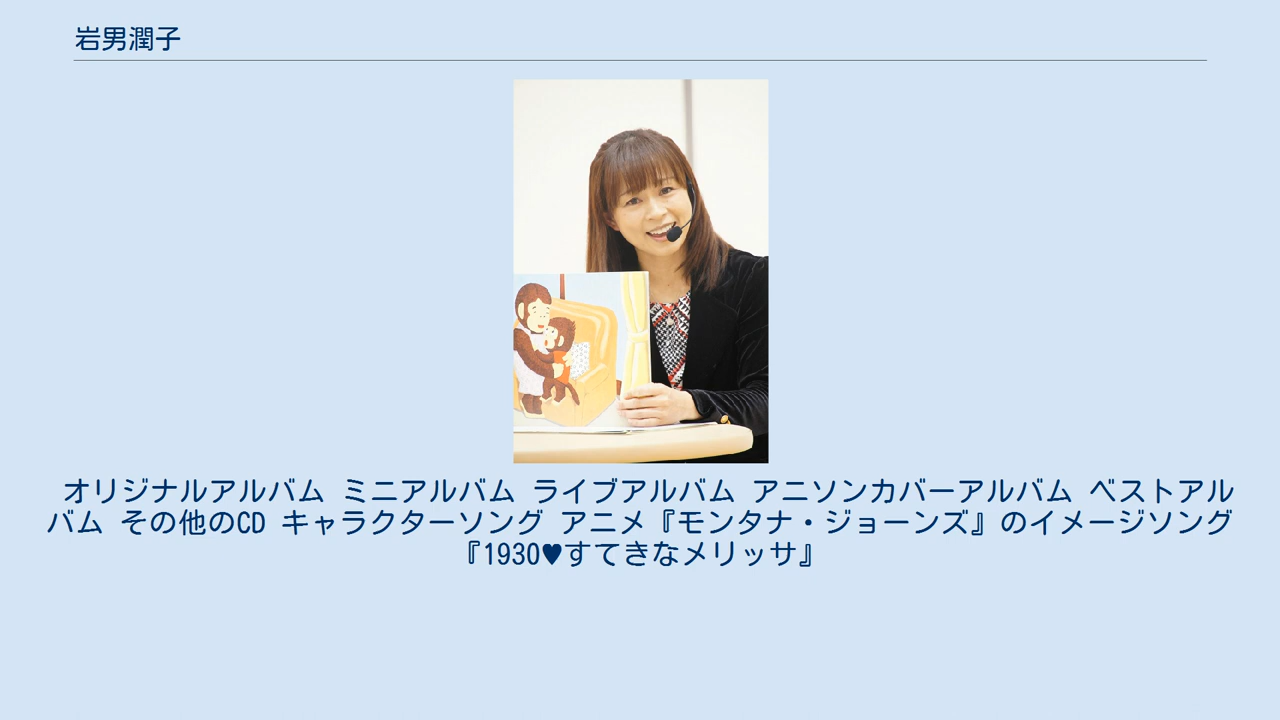 岩男潤子
オリジナルアルバム ミニアルバム ライブアルバム アニソンカバーアルバム ベストアル
バム その他のCD キャラクターソング アニメ『モンタナ・ジョーンズ』のイメージソング
『1930♥すてきなメリッサ』